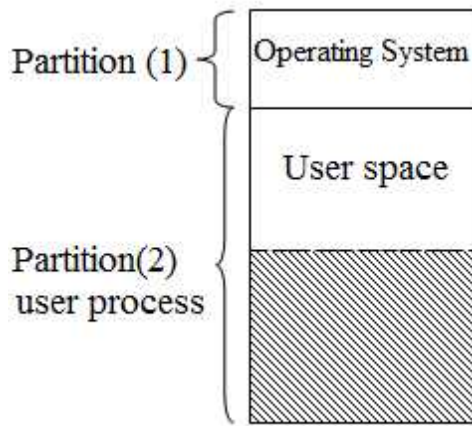 Partition (1)
Operating System
User space
Partition(2)
user process